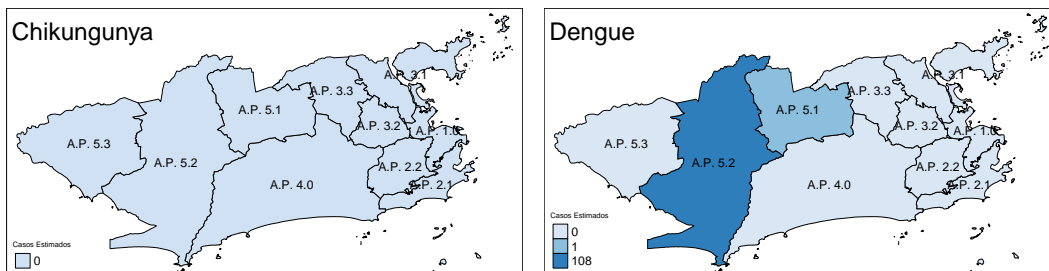 Chikungunya
A.P. 3.1
A.P. 3.3
A.P. 5.1
A.P. 3.2
A.P. 1.0
A.P. 5.3
A.P. 5.2
A.P. 2.2
A.P. 4.0
A.P. 2.1
Casos Estimados
0
Dengue
A.P. 3.1
A.P. 3.3
A.P. 5.1
A.P. 3.2
A.P. 1.0
A.P. 5.3
A.P. 5.2
A.P. 2.2
A.P. 4.0
A.P. 2.1
Casos Estimados
0
1
108